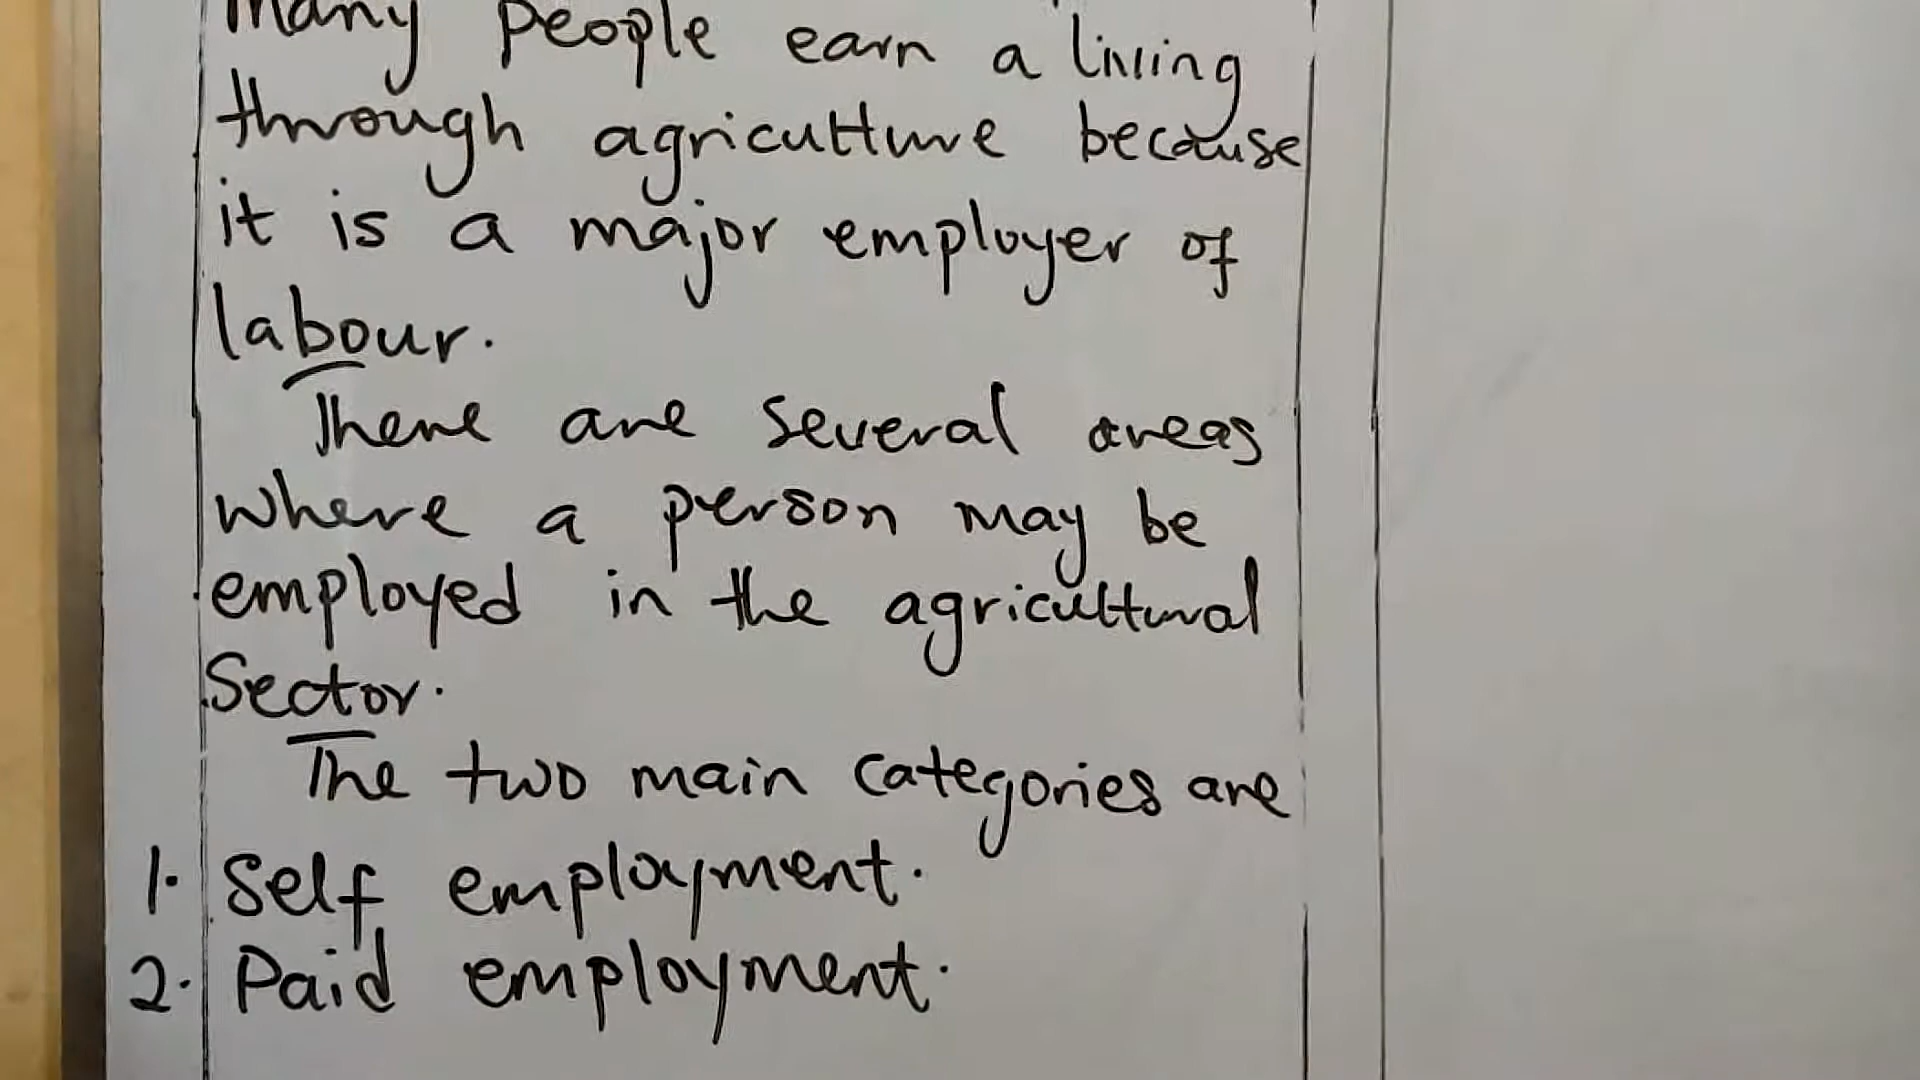 Many people earn a living
through agriculture because
it is a major employer of
labour.
There are several areas
where a person may be
employed in the agricultural
Sector.
The two main categories are
1. Self employment.
2. Paid employment.